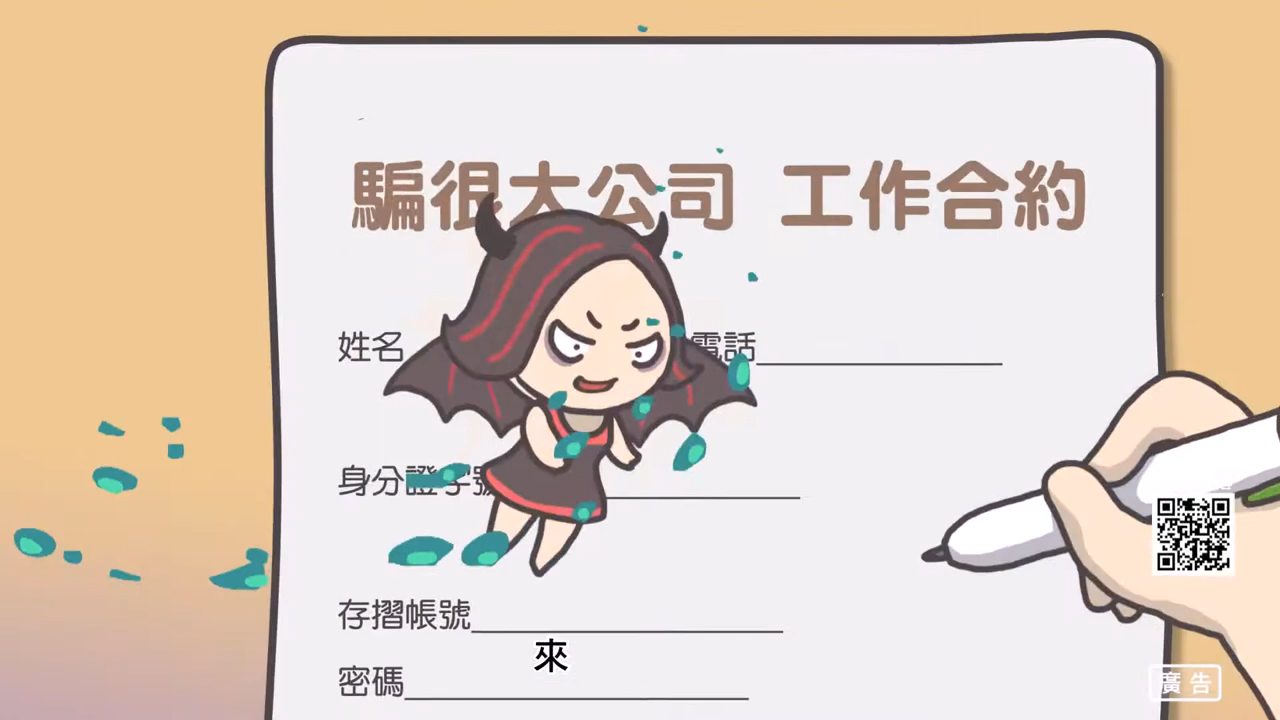 騙很大公司 工作合約
姓名 電話
身分證字號
存摺帳號
來
密碼
廣告